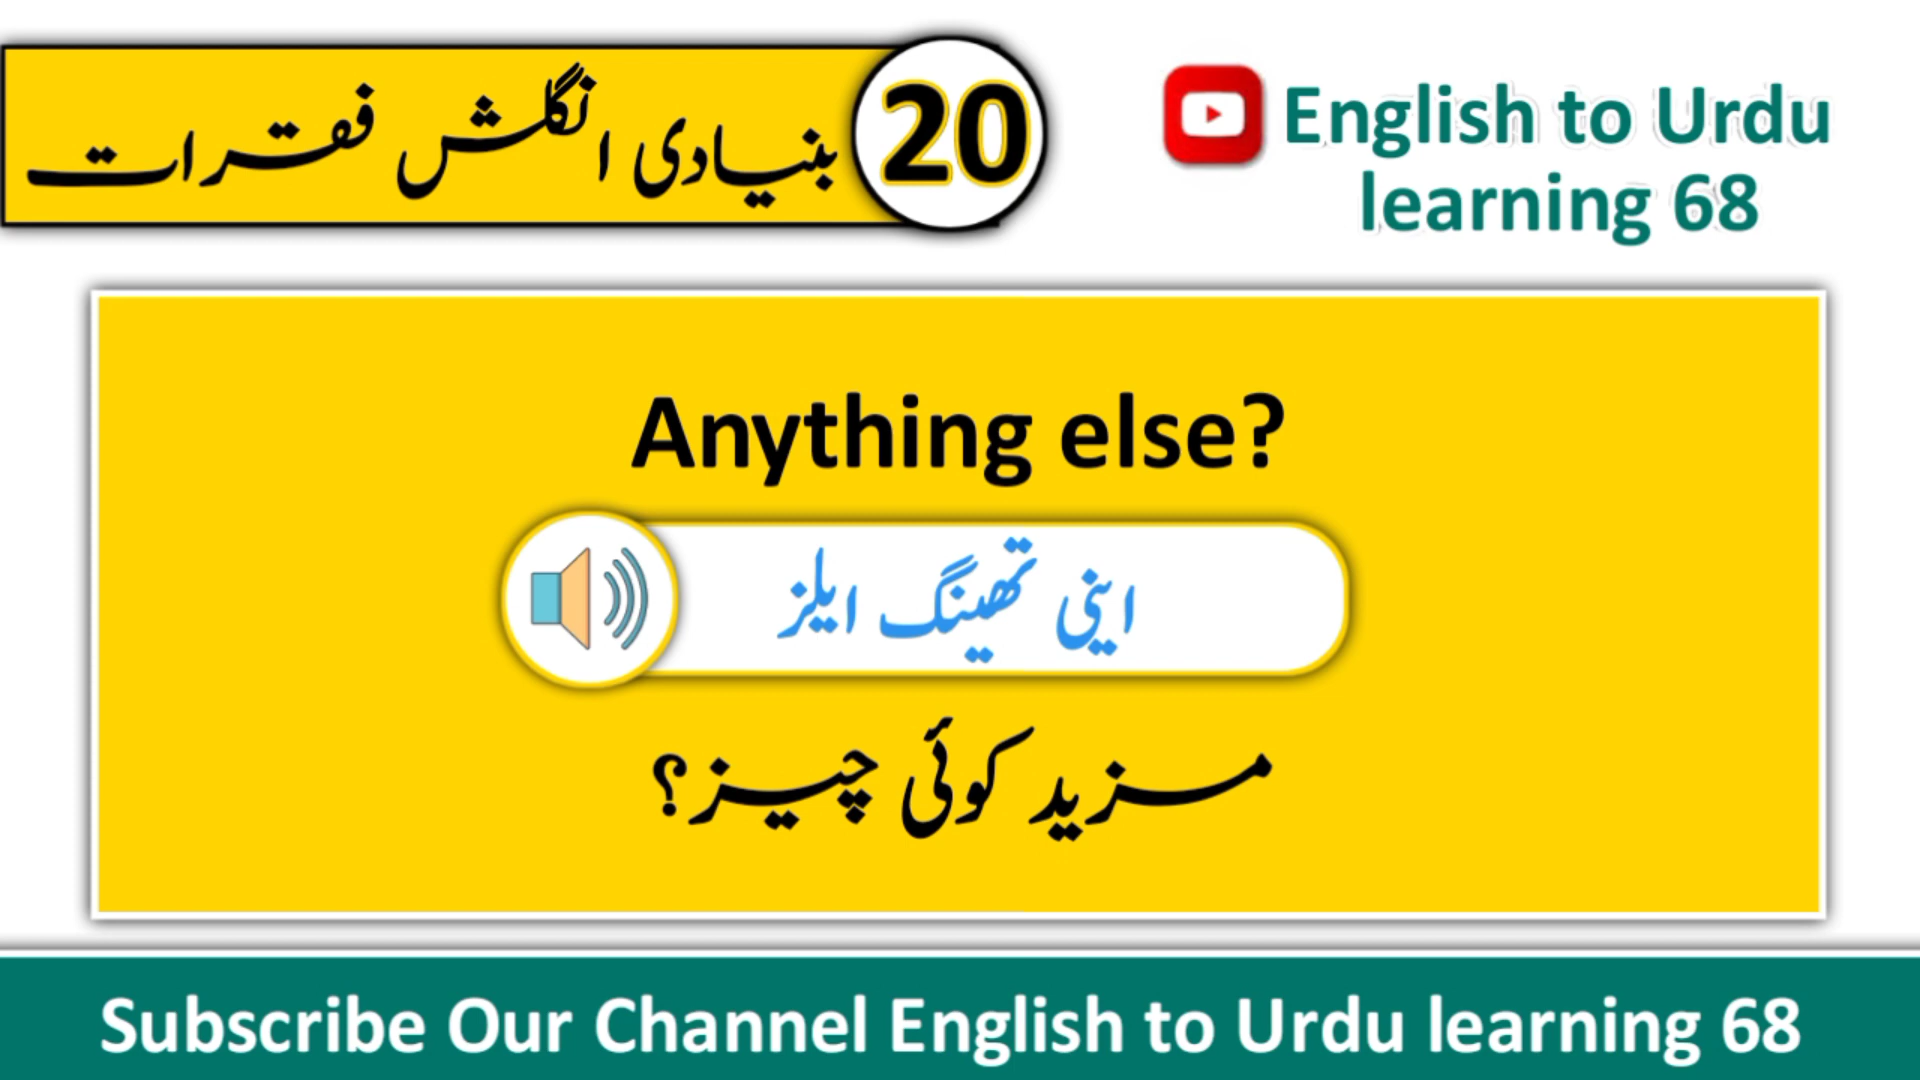 20 بنیادی انگلش فقرات
English to Urdu
learning 68
Anything else?
اینی تھینگ ایلز
مزید کوئی چیز؟
Subscribe Our Channel English to Urdu learning 68